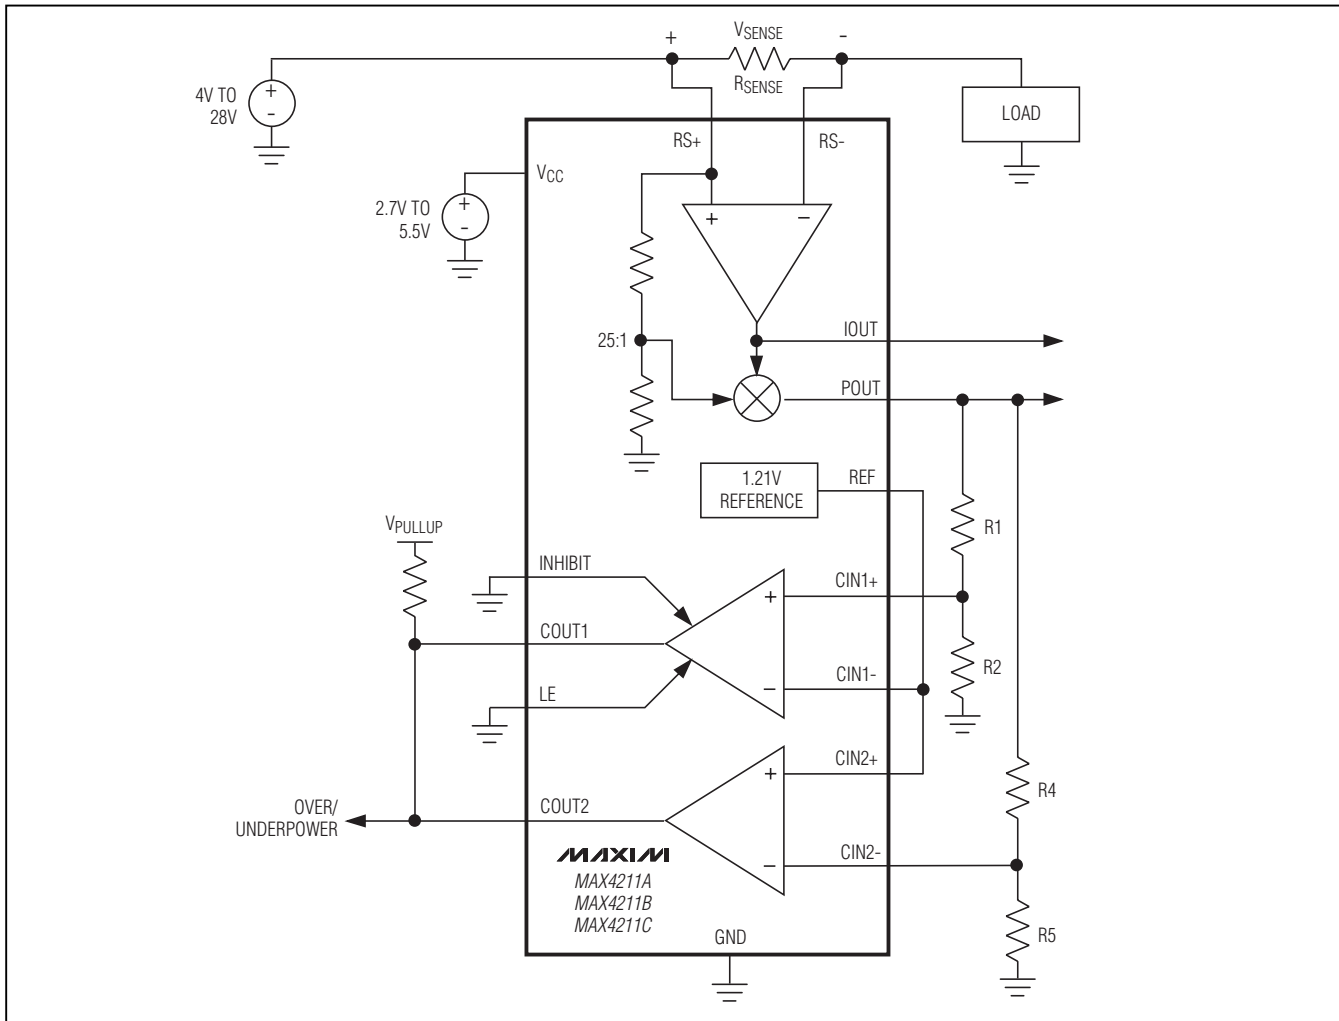 + VSENSE -
RSENSE
4V TO
28V
+
-
LOAD
RS+
RS-
VCC
2.7V TO
5.5V
+
-
+ −
25:1
IOUT
POUT
1.21V
REFERENCE
REF
R1
VPULLUP
INHIBIT
CIN1+
+
COUT1
R2
CIN1-
−
LE
CIN2+
+
R4
OVER/
UNDERPOWER
COUT2
CIN2-
−
MAXIM
MAX4211A
MAX4211B
MAX4211C
GND
R5